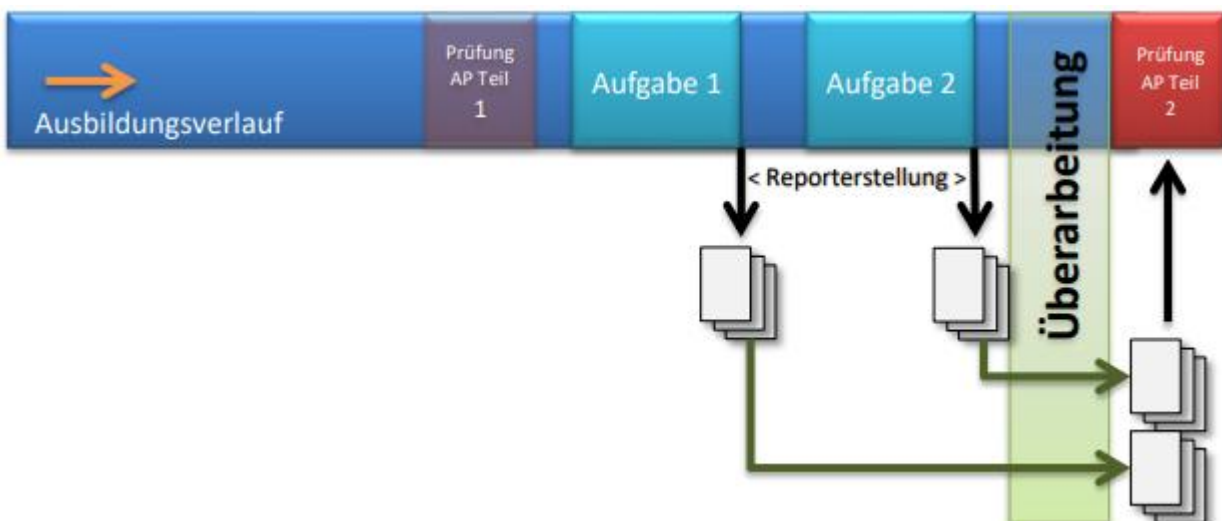 Ausbildungsverlauf
Prüfung
AP Teil
1
Aufgabe 1
Aufgabe 2
Überarbeitung
Prüfung
AP Teil
2
< Reporterstellung >